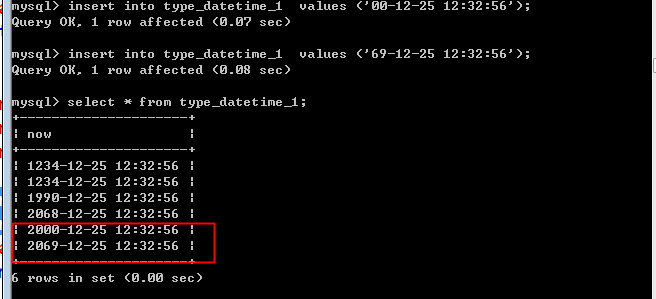 mysql> insert into type_datetime_1  values ('00-12-25 12:32:56');
Query OK, 1 row affected (0.07 sec)
mysql> insert into type_datetime_1  values ('69-12-25 12:32:56');
Query OK, 1 row affected (0.08 sec)
mysql> select * from type_datetime_1;
+---------------------+
| now                 |
+---------------------+
| 1234-12-25 12:32:56 |
| 1234-12-25 12:32:56 |
| 1990-12-25 12:32:56 |
| 2068-12-25 12:32:56 |
| 2000-12-25 12:32:56 |
| 2069-12-25 12:32:56 |
+---------------------+
6 rows in set (0.00 sec)